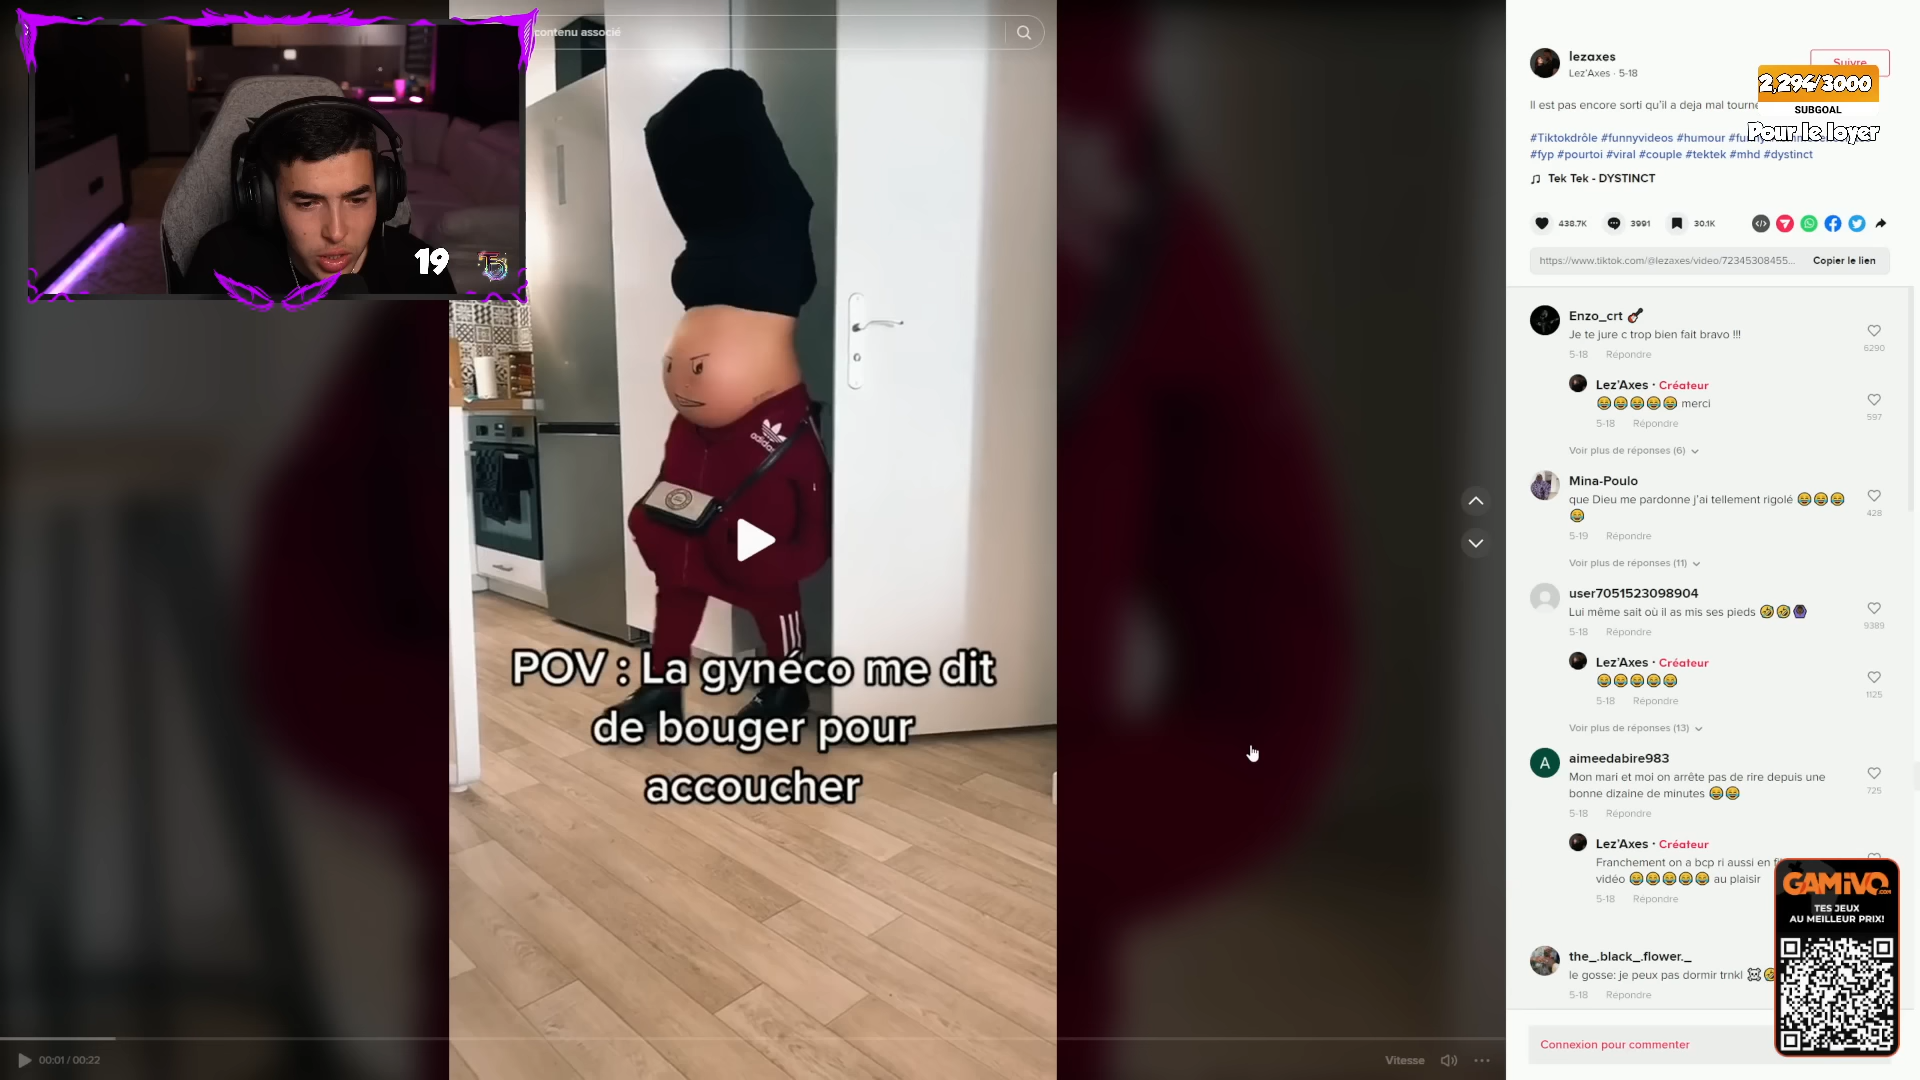 contenu associé
19
adidas
POV : La gynéco me dit
de bouger pour
accoucher
00:01 / 00:22
Vitesse
lezaxes
Lez'Axes · 5-18
Suivre
2,294/3000
SUBGOAL
Pour le loyer
Il est pas encore sorti qu'il a deja mal tourné
#Tiktokdrôle #funnyvideos #humour
#fyp #pourtoi #viral #couple #tektek #mhd #dystinct
Tek Tek - DYSTINCT
438.7K
3991
30.1K
https://www.tiktok.com/@lezaxes/video/72345308455...
Copier le lien
Enzo_crt 🎸
Je te jure c trop bien fait bravo !!!
5-18 Répondre
6290
Lez'Axes · Créateur
😂😂😂😂😂 merci
5-18 Répondre
597
Voir plus de réponses (6)
Mina-Poulo
que Dieu me pardonne j'ai tellement rigolé 😂😂😂
😂
5-19 Répondre
428
Voir plus de réponses (11)
user7051523098904
Lui même sait où il as mis ses pieds 🤣🤣
5-18 Répondre
9389
Lez'Axes · Créateur
😂😂😂😂😂
5-18 Répondre
1125
Voir plus de réponses (13)
A
aimeedabire983
Mon mari et moi on arrête pas de rire depuis une
bonne dizaine de minutes 😂😂
5-18 Répondre
725
Lez'Axes · Créateur
Franchement on a bcp ri aussi en
vidéo 😂😂😂😂😂 au plaisir
5-18 Répondre
the_.black_.flower._
le gosse: je peux pas dormir trnkl
5-18 Répondre
Connexion pour commenter
GAMIVO.COM
TES JEUX
AU MEILLEUR PRIX!